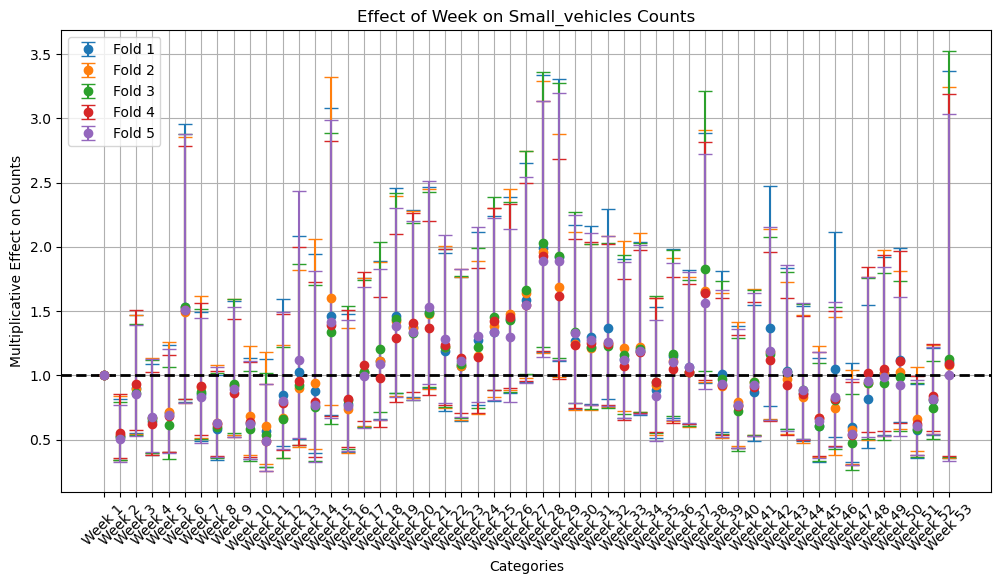 Effect of Week on Small_vehicles Counts
Multiplicative Effect on Counts
3.5
3.0
2.5
2.0
1.5
1.0
0.5
Fold 1
Fold 2
Fold 3
Fold 4
Fold 5
Week 1
Week 2
Week 3
Week 4
Week 5
Week 6
Week 7
Week 8
Week 9
Week 10
Week 11
Week 12
Week 13
Week 14
Week 15
Week 16
Week 17
Week 18
Week 19
Week 20
Week 21
Week 22
Week 23
Week 24
Week 25
Week 26
Week 27
Week 28
Week 29
Week 30
Week 31
Week 32
Week 33
Week 34
Week 35
Week 36
Week 37
Week 38
Week 39
Week 40
Week 41
Week 42
Week 43
Week 44
Week 45
Week 46
Week 47
Week 48
Week 49
Week 50
Week 51
Week 52
Week 53
Categories